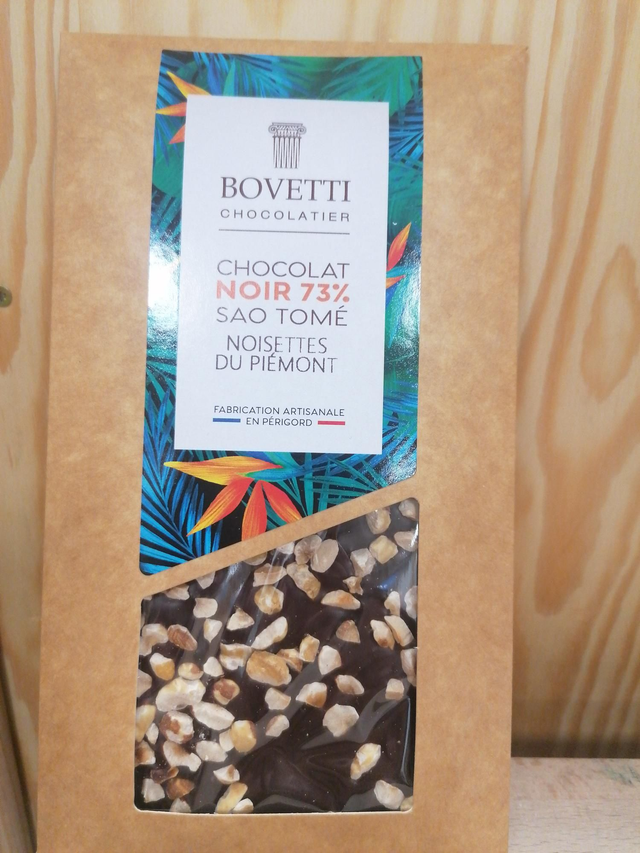 BOVETTI
CHOCOLATIER
CHOCOLAT
NOIR 73%
SAO TOMÉ
NOISETTES
DU PIÉMONT
FABRICATION ARTISANALE
EN PÉRIGORD